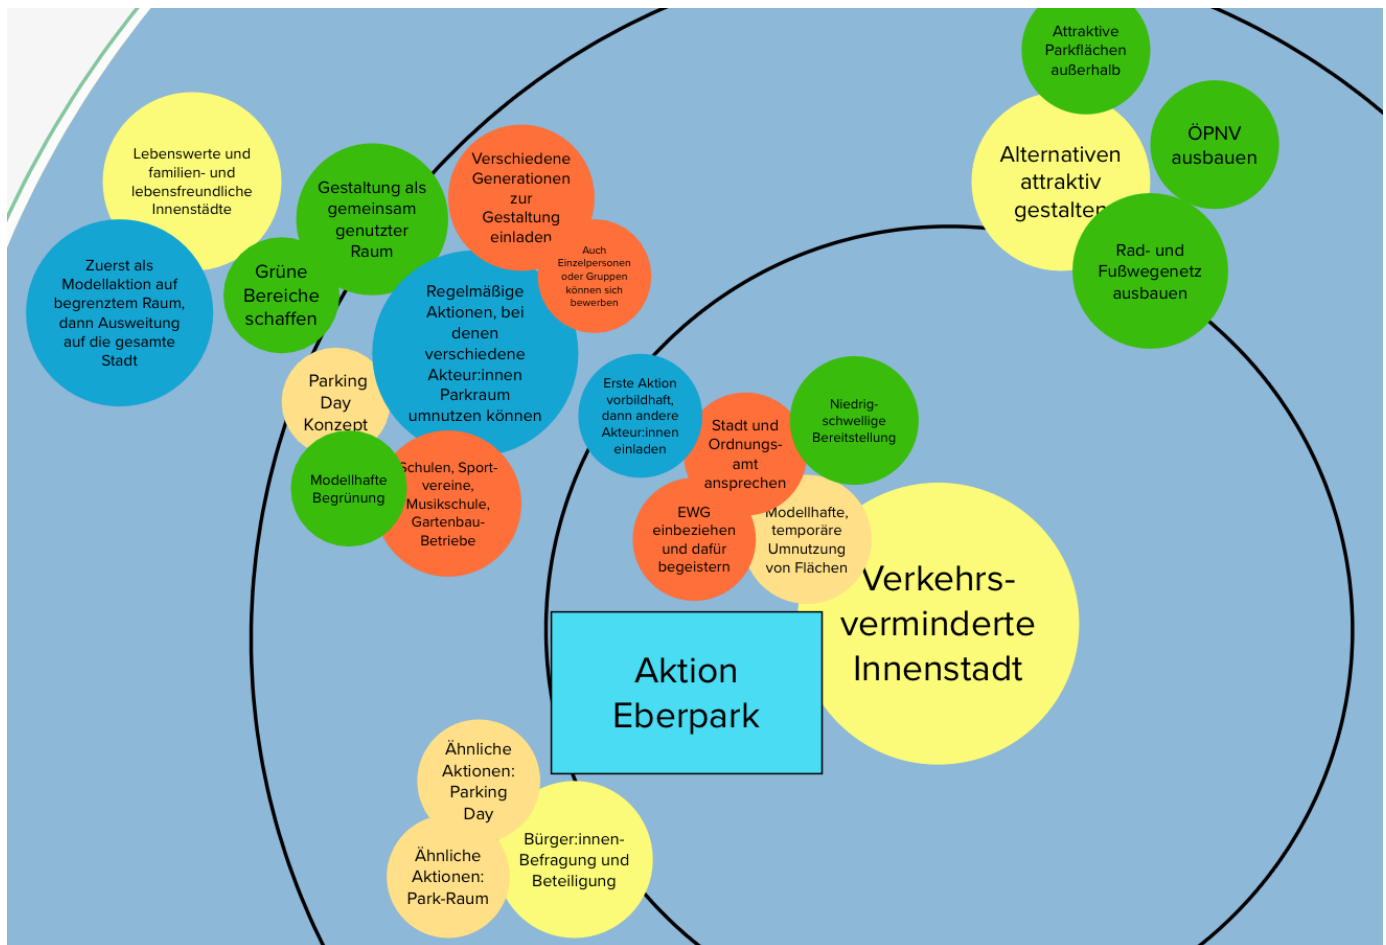 Attraktive
Parkflächen
außerhalb
ÖPNV
ausbauen
Alternativen
attraktiv
gestalten
Rad- und
Fußwegenetz
ausbauen
Lebenswerte und
familien- und
lebensfreundliche
Innenstädte
Zuerst als
Modellaktion auf
begrenztem Raum,
dann Ausweitung
auf die gesamte
Stadt
Grüne
Bereiche
schaffen
Gestaltung als
gemeinsam
genutzter
Raum
Verschiedene
Generationen
zur
Gestaltung
einladen
Auch
Einzelpersonen
oder Gruppen
können sich
bewerben
Regelmäßige
Aktionen, bei
denen
verschiedene
Akteur:innen
Parkraum
umnutzen können
Parking
Day
Konzept
Modellhafte
Begrünung
Schulen, Sport-
vereine,
Musikschule,
Gartenbau-
Betriebe
Erste Aktion
vorbildhaft,
dann andere
Akteur:innen
einladen
Stadt und
Ordnungs-
amt
ansprechen
Niedrig-
schwellige
Bereitstellung
EWG
einbeziehen
und dafür
begeistern
Modellhafte,
temporäre
Umnutzung
von Flächen
Verkehrs-
verminderte
Innenstadt
Aktion
Eberpark
Ähnliche
Aktionen:
Parking
Day
Ähnliche
Aktionen:
Park-Raum
Bürger:innen-
Befragung und
Beteiligung